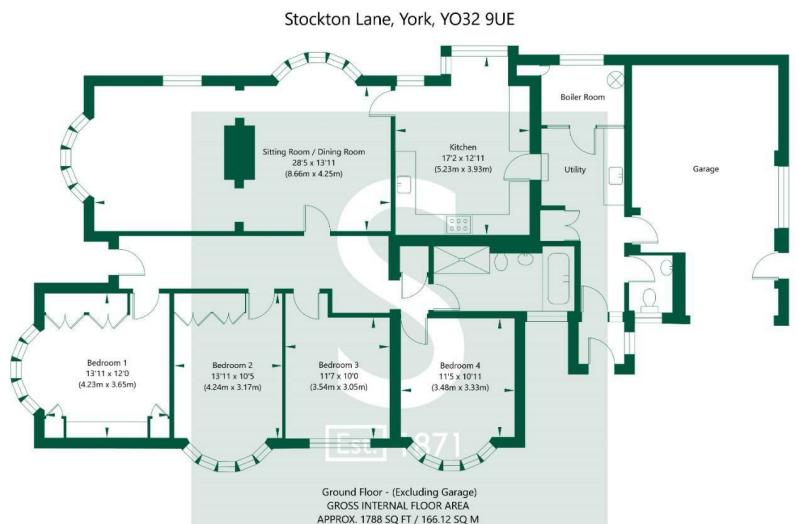 Stockton Lane, York, YO32 9UE
Boiler Room
Sitting Room / Dining Room
28'5 x 13'11
(8.66m x 4.25m)
Kitchen
17'2 x 12'11
(5.23m x 3.93m)
Utility
Garage
Bedroom 1
13'11 x 12'0
(4.23m x 3.65m)
Bedroom 2
13'11 x 10'5
(4.24m x 3.17m)
Bedroom 3
11'7 x 10'0
(3.54m x 3.05m)
Bedroom 4
11'5 x 10'11
(3.48m x 3.33m)
S
Est. 1871
Ground Floor - (Excluding Garage)
GROSS INTERNAL FLOOR AREA
APPROX. 1788 SQ FT / 166.12 SQ M